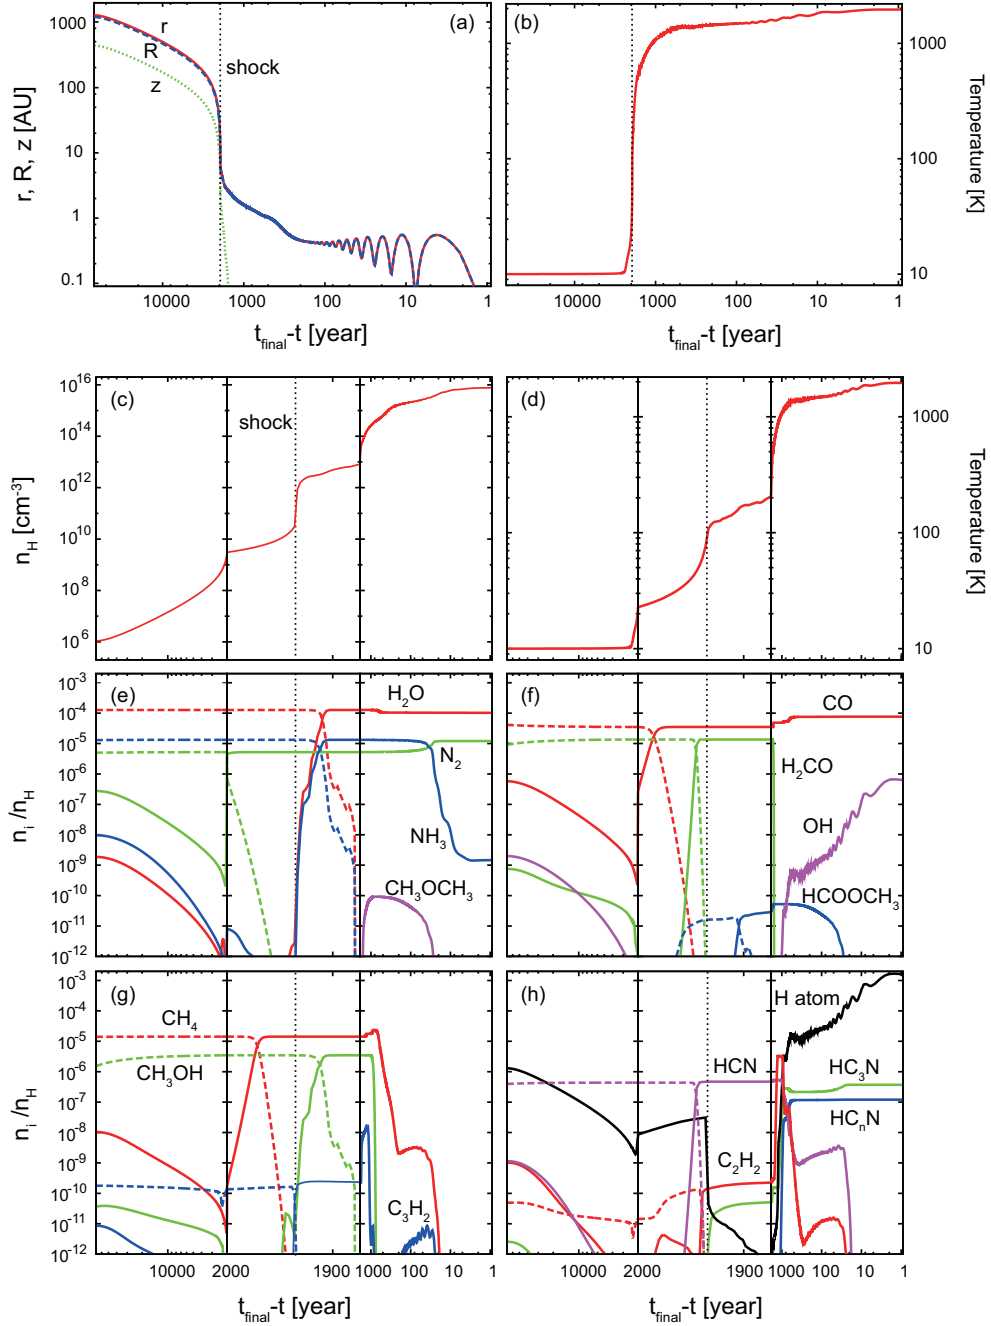 (a)
r
R
z
shock
1000
100
10
1
0.1
r, R, z [AU]
10000 1000 100 10 1
t_final-t [year]
(b)
1000
100
10
Temperature [K]
10000 1000 100 10 1
t_final-t [year]
(c)
shock
10^16
10^14
10^12
10^10
10^8
10^6
n_H [cm^-3]
(d)
1000
100
10
Temperature [K]
(e)
H_2O
N_2
NH_3
CH_3OCH_3
10^-3
10^-4
10^-5
10^-6
10^-7
10^-8
10^-9
10^-10
10^-11
10^-12
n_i/n_H
(f)
CO
H_2CO
OH
HCOOCH_3
(g)
CH_4
CH_3OH
C_3H_2
10^-3
10^-4
10^-5
10^-6
10^-7
10^-8
10^-9
10^-10
10^-11
10^-12
n_i/n_H
10000 2000 1900 1000 100 10 1
t_final-t [year]
(h)
H atom
HCN
HC_3N
HC_nN
C_2H_2
10000 2000 1900 1000 100 10 1
t_final-t [year]